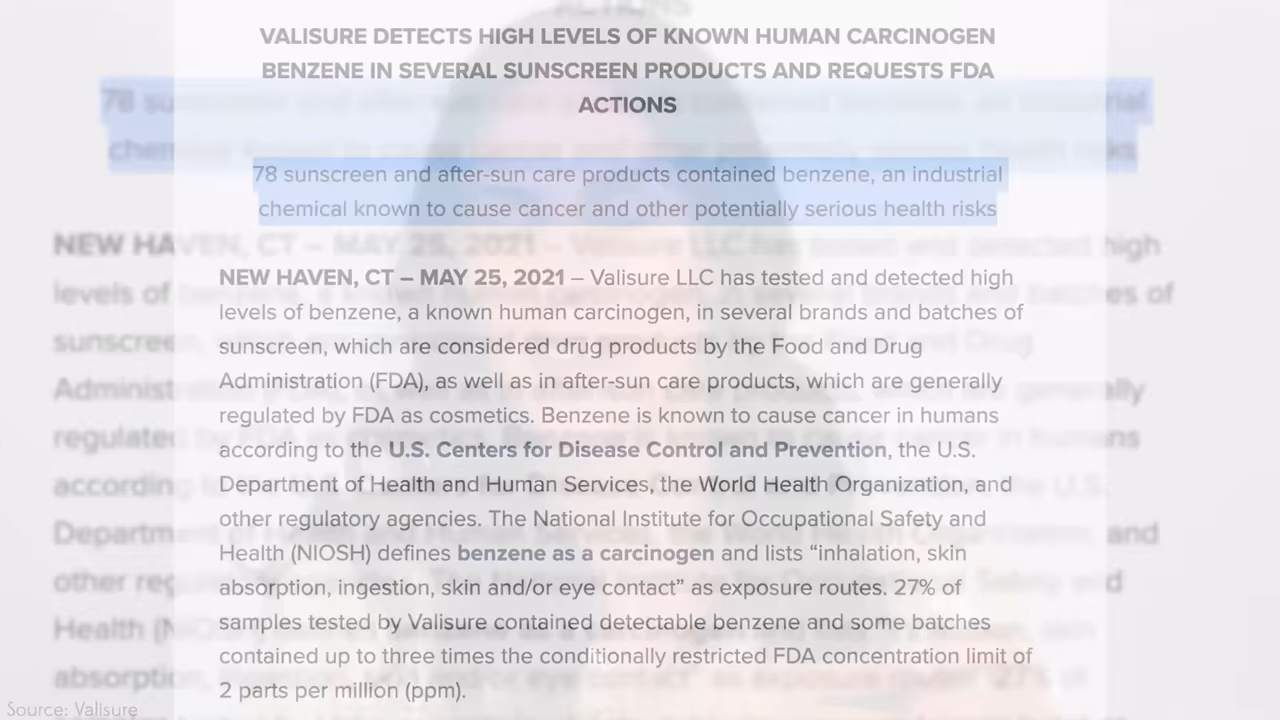 ACTIONS
VALISURE DETECTS HIGH LEVELS OF KNOWN HUMAN CARCINOGEN
BENZENE IN SEVERAL SUNSCREEN PRODUCTS AND REQUESTS FDA
ACTIONS
78 sunscreen and after-sun care products contained benzene, an industrial
chemical known to cause cancer and other potentially serious health risks
NEW HAVEN, CT – MAY 25, 2021 – Valisure LLC has tested and detected high
levels of benzene, a known human carcinogen, in several brands and batches of
sunscreen, which are considered drug products by the Food and Drug
Administration (FDA), as well as in after-sun care products, which are generally
regulated by FDA as cosmetics. Benzene is known to cause cancer in humans
according to the U.S. Centers for Disease Control and Prevention, the U.S.
Department of Health and Human Services, the World Health Organization, and
other regulatory agencies. The National Institute for Occupational Safety and
Health (NIOSH) defines benzene as a carcinogen and lists “inhalation, skin
absorption, ingestion, skin and/or eye contact” as exposure routes. 27% of
samples tested by Valisure contained detectable benzene and some batches
contained up to three times the conditionally restricted FDA concentration limit of
2 parts per million (ppm).
Source: Valisure